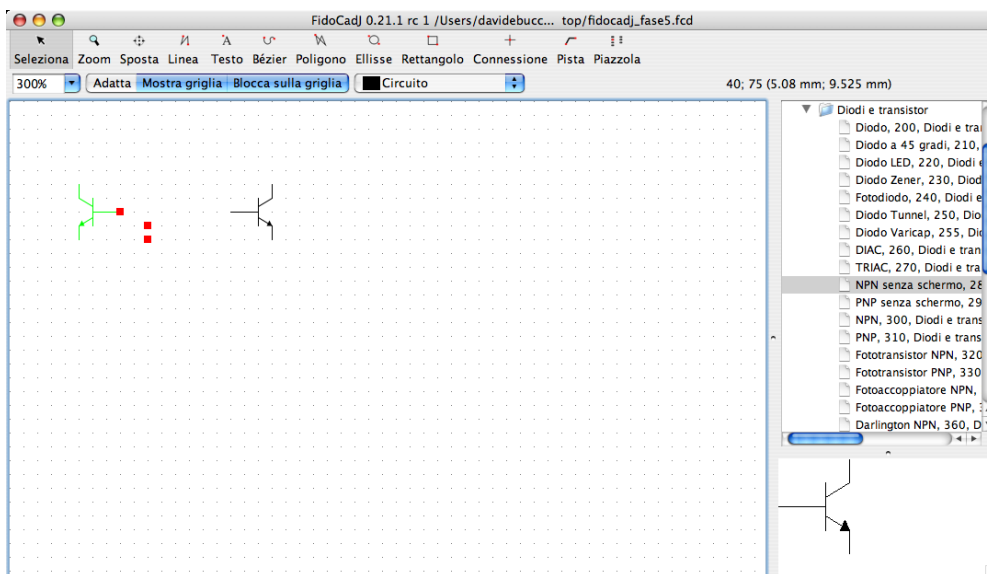 FidoCadJ 0.21.1 rc 1 /Users/davidebucc... top/fidocadj_fase5.fcd
Seleziona Zoom Sposta Linea Testo Bézier Poligono Ellisse Rettangolo Connessione Pista Piazzola
300% Adatta Mostra griglia Blocca sulla griglia Circuito 40; 75 (5.08 mm; 9.525 mm)
Diodi e transistor
Diodo, 200, Diodi e tra
Diodo a 45 gradi, 210,
Diodo LED, 220, Diodi e
Diodo Zener, 230, Diod
Fotodiodo, 240, Diodi e
Diodo Tunnel, 250, Dio
Diodo Varicap, 255, Dio
DIAC, 260, Diodi e tran
TRIAC, 270, Diodi e tra
NPN senza schermo, 28
PNP senza schermo, 29
NPN, 300, Diodi e trans
PNP, 310, Diodi e trans
Fototransistor NPN, 320
Fototransistor PNP, 330
Fotoaccoppiatore NPN,
Fotoaccoppiatore PNP,
Darlington NPN, 360, D